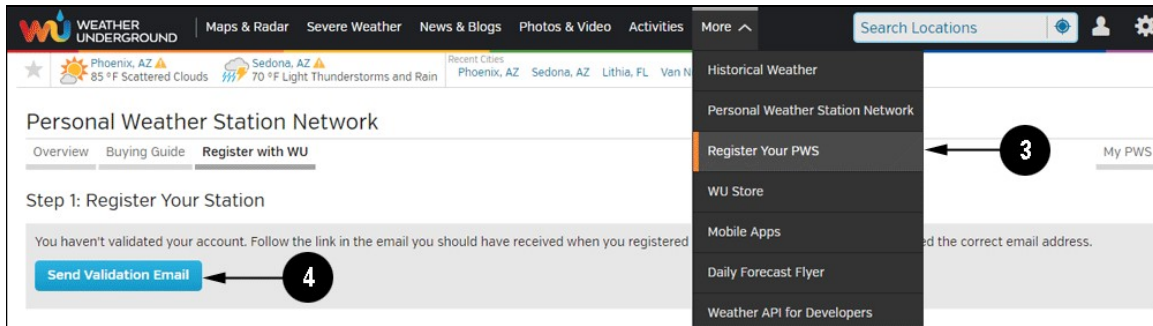 WEATHER
UNDERGROUND
Maps & Radar Severe Weather News & Blogs Photos & Video Activities More
Search Locations
Phoenix, AZ
85 °F Scattered Clouds
Sedona, AZ
70 °F Light Thunderstorms and Rain
Recent Cities
Phoenix, AZ Sedona, AZ Lithia, FL Van N
Historical Weather
Personal Weather Station Network
Register Your PWS
WU Store
Mobile Apps
Daily Forecast Flyer
Weather API for Developers
3
Personal Weather Station Network
Overview Buying Guide Register with WU
My PWS
Step 1: Register Your Station
You haven't validated your account. Follow the link in the email you should have received when you registered
ed the correct email address.
Send Validation Email
4